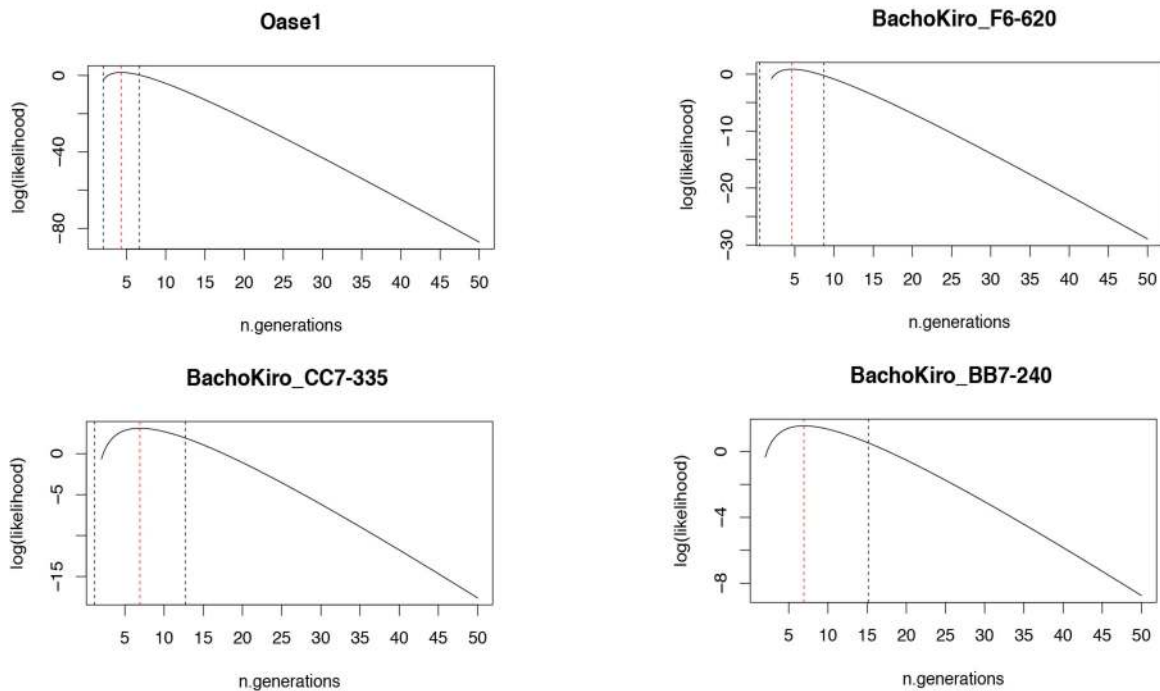 Oase1
log(likelihood)
0
−40
−80
5 10 15 20 25 30 35 40 45 50
n.generations
BachoKiro_F6-620
log(likelihood)
0
−10
−20
−30
5 10 15 20 25 30 35 40 45 50
n.generations
BachoKiro_CC7-335
log(likelihood)
0
−5
−15
5 10 15 20 25 30 35 40 45 50
n.generations
BachoKiro_BB7-240
log(likelihood)
0
−4
−8
5 10 15 20 25 30 35 40 45 50
n.generations